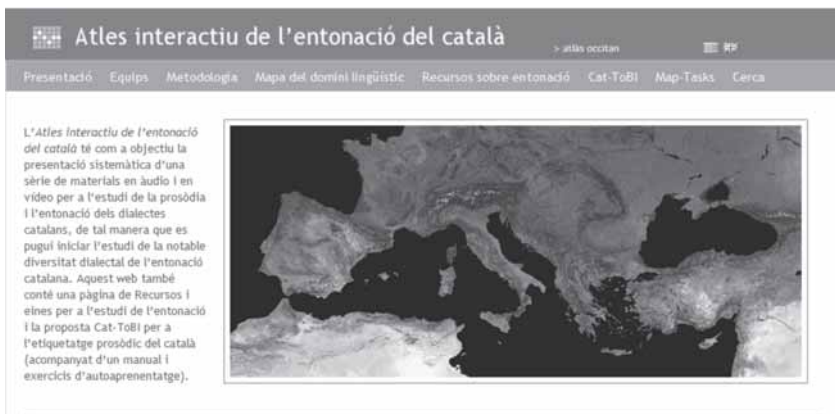 Atles interactiu de l'entonació del català
> atlas occitan
Presentació Equips Metodologia Mapa del domini lingüístic Recursos sobre entonació Cat-ToBI Map-Tasks Cerca
L'Atles interactiu de l'entonació
del català té com a objectiu la
presentació sistemàtica d'una
sèrie de materials en àudio i en
vídeo per a l'estudi de la prosòdia
i l'entonació dels dialectes
catalans, de tal manera que es
pugui iniciar l'estudi de la notable
diversitat dialectal de l'entonació
catalana. Aquest web també
conté una pàgina de Recursos i
eines per a l'estudi de l'entonació
i la proposta Cat-ToBI per a
l'etiquetatge prosòdic del català
(acompanyat d'un manual i
exercicis d'autoaprenentatge).